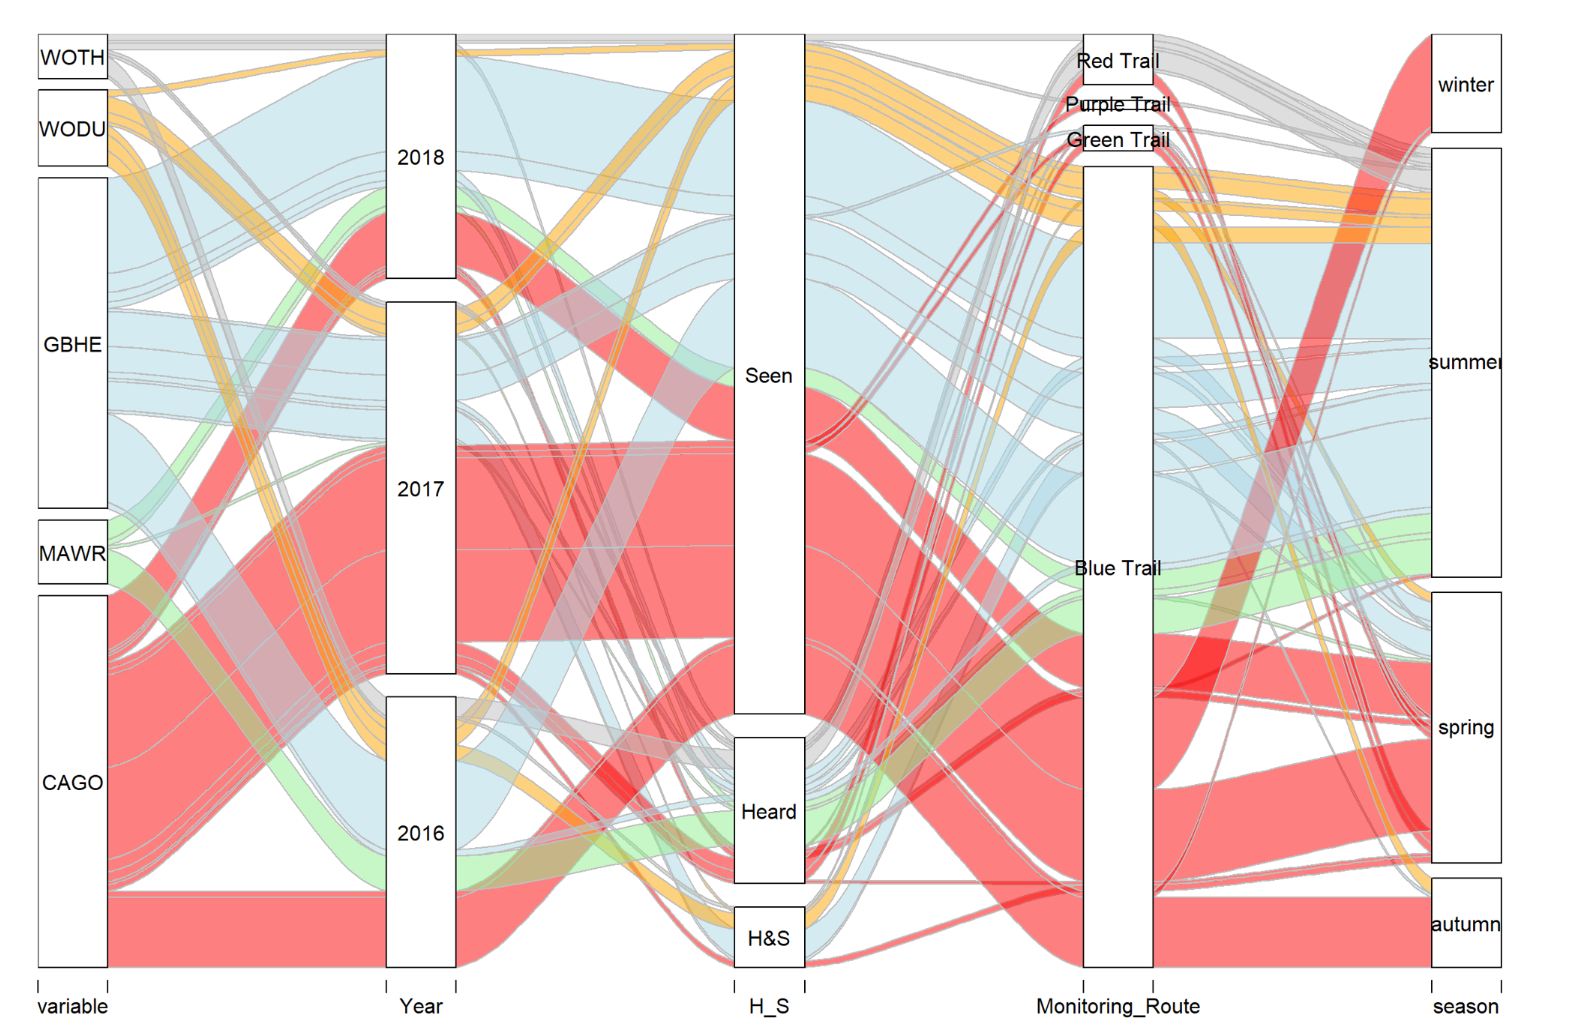 WOTH
WODU
GBHE
MAWR
CAGO
2018
2017
2016
Seen
Heard
H&S
Red Trail
Purple Trail
Green Trail
Blue Trail
winter
summer
spring
autumn
variable
Year
H_S
Monitoring_Route
season